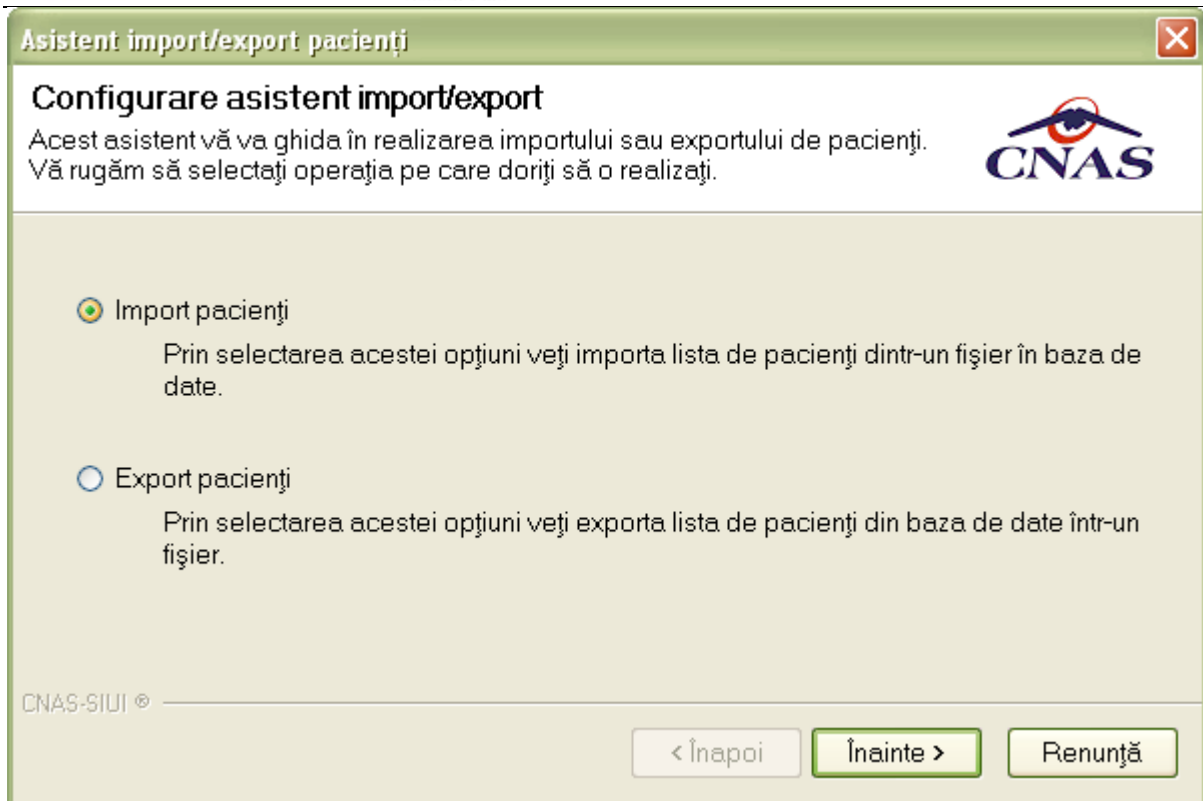 Asistent import/export pacienţi
Configurare asistent import/export
Acest asistent vă va ghida în realizarea importului sau exportului de pacienţi.
Vă rugăm să selectaţi operaţia pe care doriţi să o realizaţi.
CNAS
Import pacienţi
Prin selectarea acestei opţiuni veţi importa lista de pacienţi dintr-un fişier în baza de
date.
Export pacienţi
Prin selectarea acestei opţiuni veţi exporta lista de pacienţi din baza de date într-un
fişier.
CNAS-SIUI ®
< Înapoi
Înainte >
Renunţă